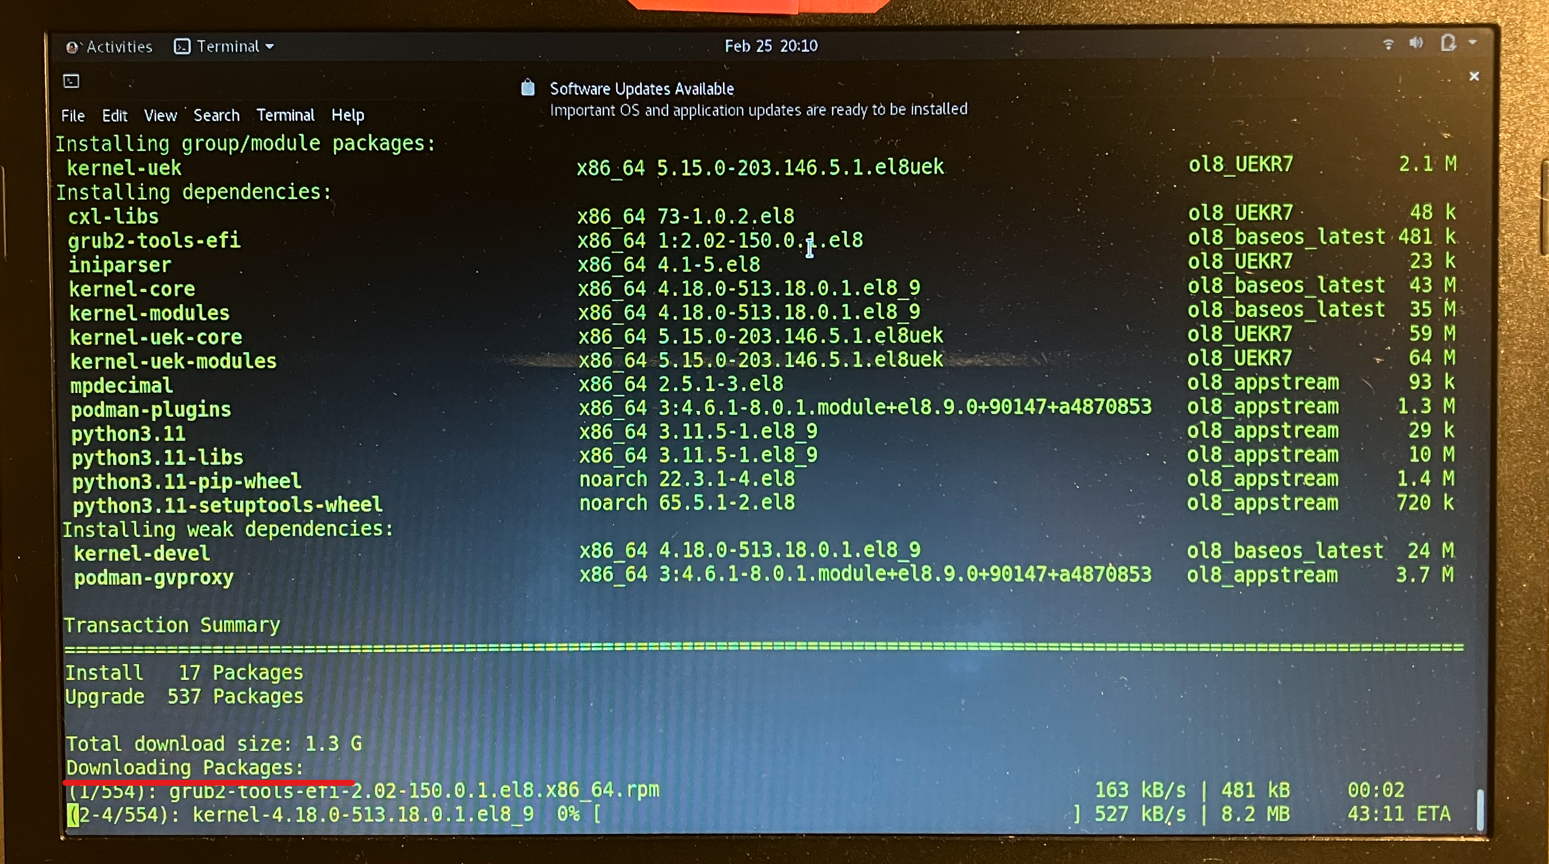 Activities Terminal Feb 25 20:10
Software Updates Available
Important OS and application updates are ready to be installed
File Edit View Search Terminal Help
Installing group/module packages:
kernel-uek x86_64 5.15.0-203.146.5.1.el8uek ol8_UEKR7 2.1 M
Installing dependencies:
cxl-libs x86_64 73-1.0.2.el8 ol8_UEKR7 48 k
grub2-tools-efi x86_64 1:2.02-150.0.1.el8 ol8_baseos_latest 481 k
iniparser x86_64 4.1-5.el8 ol8_UEKR7 23 k
kernel-core x86_64 4.18.0-513.18.0.1.el8_9 ol8_baseos_latest 43 M
kernel-modules x86_64 4.18.0-513.18.0.1.el8_9 ol8_baseos_latest 35 M
kernel-uek-core x86_64 5.15.0-203.146.5.1.el8uek ol8_UEKR7 59 M
kernel-uek-modules x86_64 5.15.0-203.146.5.1.el8uek ol8_UEKR7 64 M
mpdecimal x86_64 2.5.1-3.el8 ol8_appstream 93 k
podman-plugins x86_64 3:4.6.1-8.0.1.module+el8.9.0+90147+a4870853 ol8_appstream 1.3 M
python3.11 x86_64 3.11.5-1.el8_9 ol8_appstream 29 k
python3.11-libs x86_64 3.11.5-1.el8_9 ol8_appstream 10 M
python3.11-pip-wheel noarch 22.3.1-4.el8 ol8_appstream 1.4 M
python3.11-setuptools-wheel noarch 65.5.1-2.el8 ol8_appstream 720 k
Installing weak dependencies:
kernel-devel x86_64 4.18.0-513.18.0.1.el8_9 ol8_baseos_latest 24 M
podman-gvproxy x86_64 3:4.6.1-8.0.1.module+el8.9.0+90147+a4870853 ol8_appstream 3.7 M
Transaction Summary
================================================================================
Install 17 Packages
Upgrade 537 Packages
Total download size: 1.3 G
Downloading Packages:
(1/554): grub2-tools-efi-2.02-150.0.1.el8.x86_64.rpm 163 kB/s | 481 kB 00:02
(2-4/554): kernel-4.18.0-513.18.0.1.el8_9 0% [ ] 527 kB/s | 8.2 MB 43:11 ETA